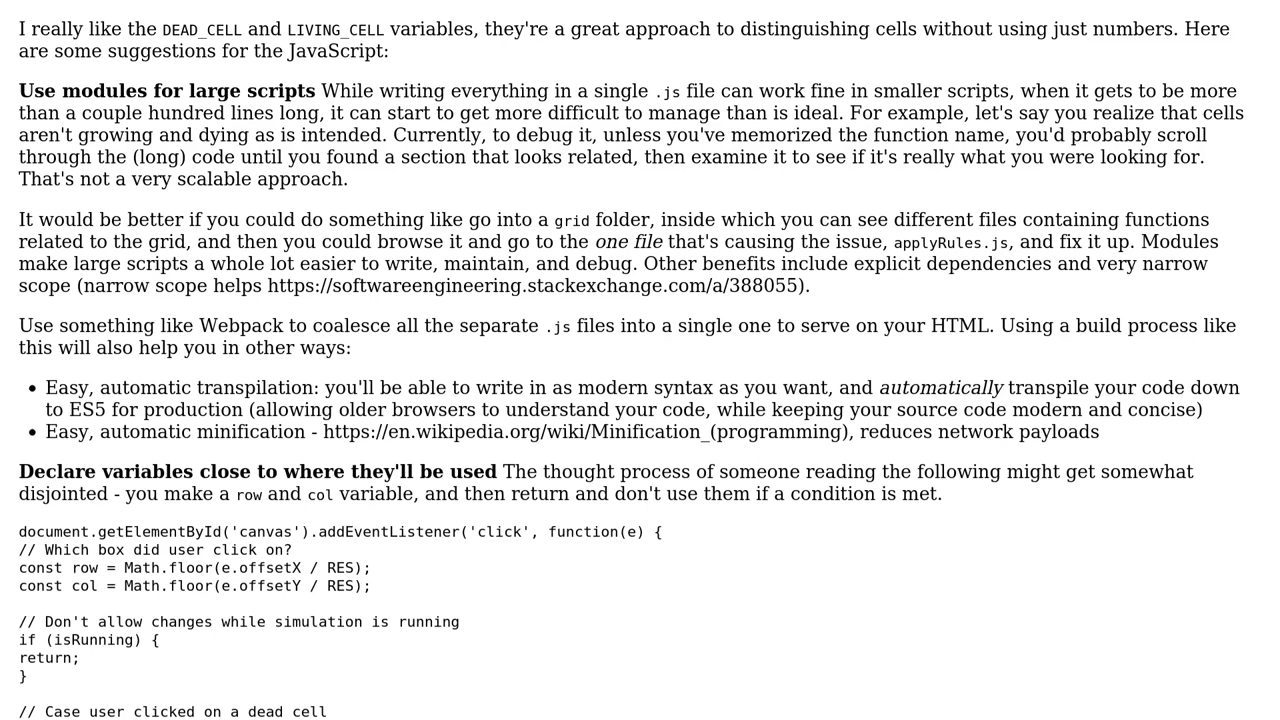 I really like the DEAD_CELL and LIVING_CELL variables, they're a great approach to distinguishing cells without using just numbers. Here
are some suggestions for the JavaScript:
Use modules for large scripts While writing everything in a single .js file can work fine in smaller scripts, when it gets to be more
than a couple hundred lines long, it can start to get more difficult to manage than is ideal. For example, let's say you realize that cells
aren't growing and dying as is intended. Currently, to debug it, unless you've memorized the function name, you'd probably scroll
through the (long) code until you found a section that looks related, then examine it to see if it's really what you were looking for.
That's not a very scalable approach.
It would be better if you could do something like go into a grid folder, inside which you can see different files containing functions
related to the grid, and then you could browse it and go to the one file that's causing the issue, applyRules.js, and fix it up. Modules
make large scripts a whole lot easier to write, maintain, and debug. Other benefits include explicit dependencies and very narrow
scope (narrow scope helps https://softwareengineering.stackexchange.com/a/388055).
Use something like Webpack to coalesce all the separate .js files into a single one to serve on your HTML. Using a build process like
this will also help you in other ways:
• Easy, automatic transpilation: you'll be able to write in as modern syntax as you want, and automatically transpile your code down
to ES5 for production (allowing older browsers to understand your code, while keeping your source code modern and concise)
• Easy, automatic minification - https://en.wikipedia.org/wiki/Minification_(programming), reduces network payloads
Declare variables close to where they'll be used The thought process of someone reading the following might get somewhat
disjointed - you make a row and col variable, and then return and don't use them if a condition is met.
document.getElementById('canvas').addEventListener('click', function(e) {
// Which box did user click on?
const row = Math.floor(e.offsetX / RES);
const col = Math.floor(e.offsetY / RES);
// Don't allow changes while simulation is running
if (isRunning) {
return;
}
// Case user clicked on a dead cell